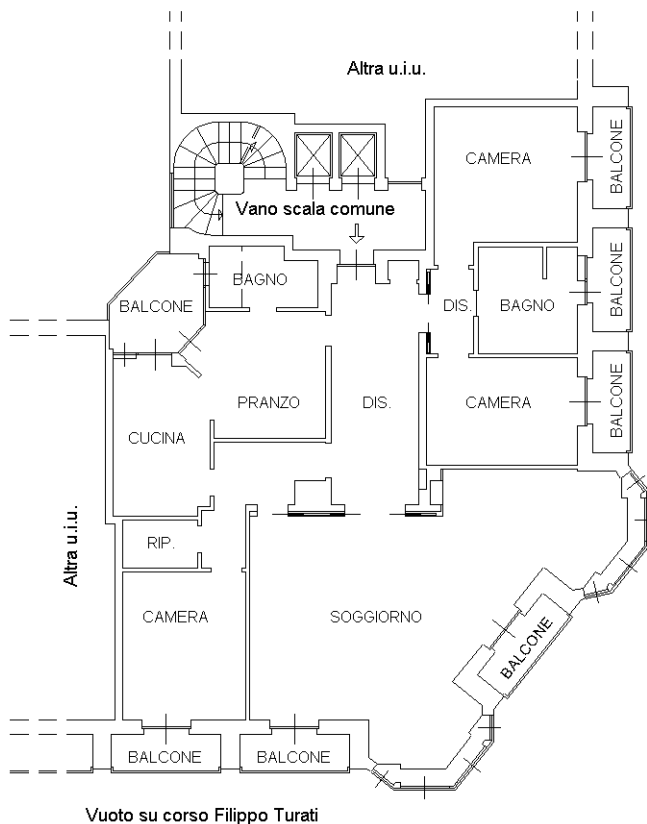 Altra u.i.u.
CAMERA
BALCONE
Vano scala comune
BAGNO
BALCONE
DIS.
BAGNO
BALCONE
PRANZO
DIS.
CAMERA
BALCONE
CUCINA
RIP.
Altra u.i.u.
CAMERA
SOGGIORNO
BALCONE
BALCONE
BALCONE
Vuoto su corso Filippo Turati